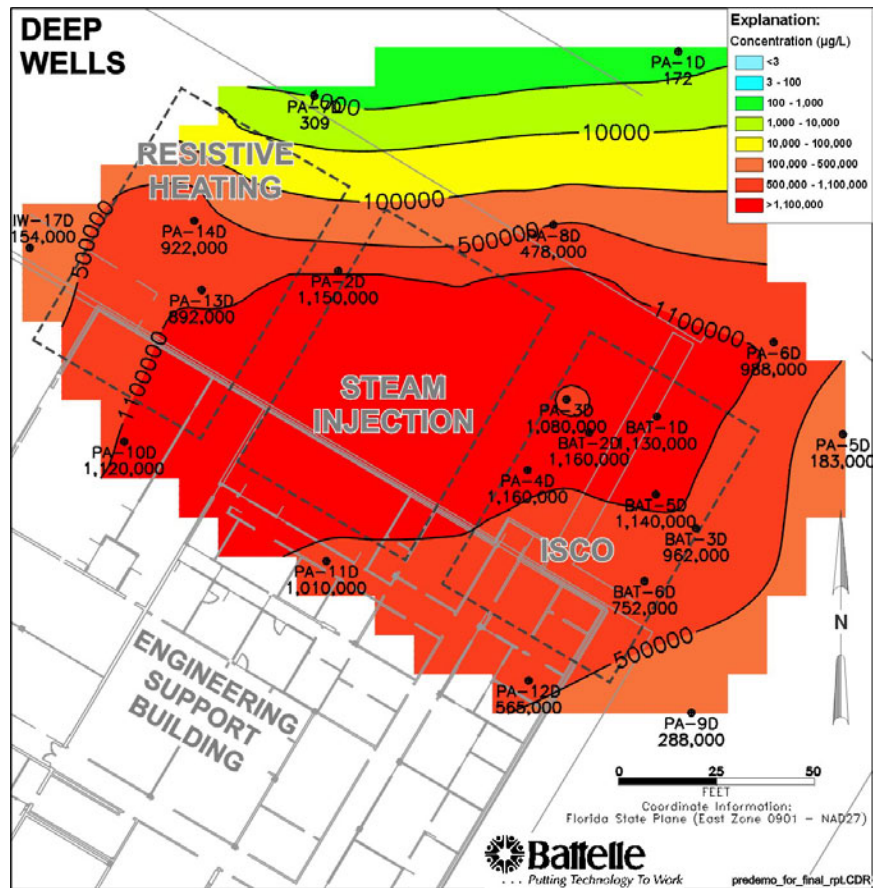 DEEP
WELLS
Explanation:
Concentration (µg/L)
<3
3 - 100
100 - 1,000
1,000 - 10,000
10,000 - 100,000
100,000 - 500,000
500,000 - 1,100,000
>1,100,000
PA-1D
172
1000
PA-7D
309
10000
RESISTIVE
HEATING
100000
IW-17D
154,000
500000
PA-14D
922,000
500000
PA-8D
478,000
PA-2D
1,150,000
PA-13D
892,000
1100000
PA-6D
988,000
1100000
STEAM
INJECTION
PA-3D
1,080,000
BAT-1D
1,130,000
BAT-2D
1,160,000
PA-5D
183,000
PA-10D
1,120,000
PA-4D
1,160,000
BAT-5D
1,140,000
BAT-3D
962,000
ISCO
PA-11D
1,010,000
BAT-6D
752,000
500000
N
ENGINEERING
SUPPORT
BUILDING
PA-12D
565,000
PA-9D
288,000
0 25 50
FEET
Coordinate Information:
Florida State Plane (East Zone 0901 - NAD27)
Battelle
. . . Putting Technology To Work
predemo_for_final_rpt.CDR